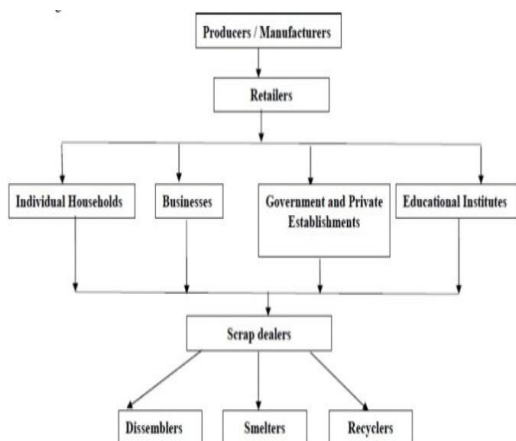 Producers / Manufacturers
Retailers
Individual Households
Businesses
Government and Private
Establishments
Educational Institutes
Scrap dealers
Dissemblers
Smelters
Recyclers